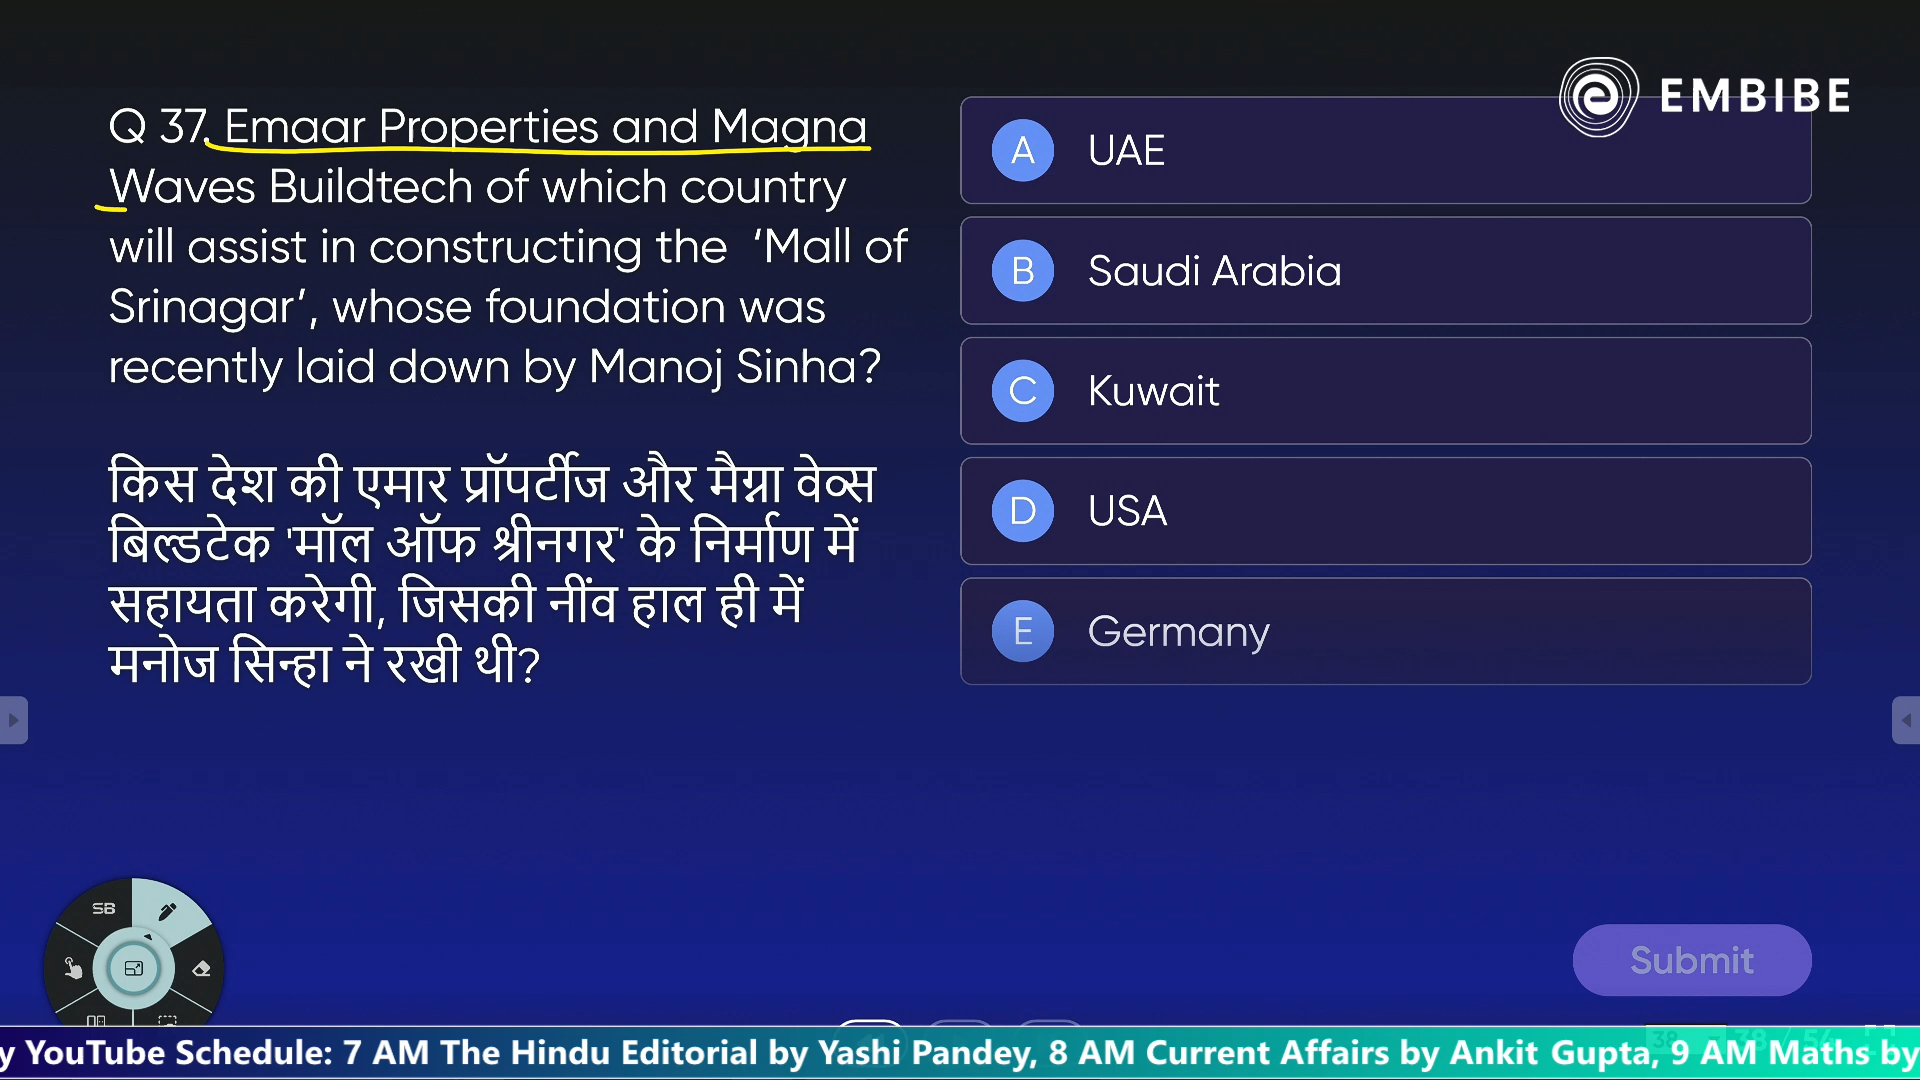 EMBIBE
Q 37. Emaar Properties and Magna
Waves Buildtech of which country
will assist in constructing the ‘Mall of
Srinagar’, whose foundation was
recently laid down by Manoj Sinha?
किस देश की एमार प्रॉपर्टीज और मैग्ना वेव्स
बिल्डटेक 'मॉल ऑफ श्रीनगर' के निर्माण में
सहायता करेगी, जिसकी नींव हाल ही में
मनोज सिन्हा ने रखी थी?
A UAE
B Saudi Arabia
C Kuwait
D USA
E Germany
SB
Submit
38 38 / 54
y YouTube Schedule: 7 AM The Hindu Editorial by Yashi Pandey, 8 AM Current Affairs by Ankit Gupta, 9 AM Maths by